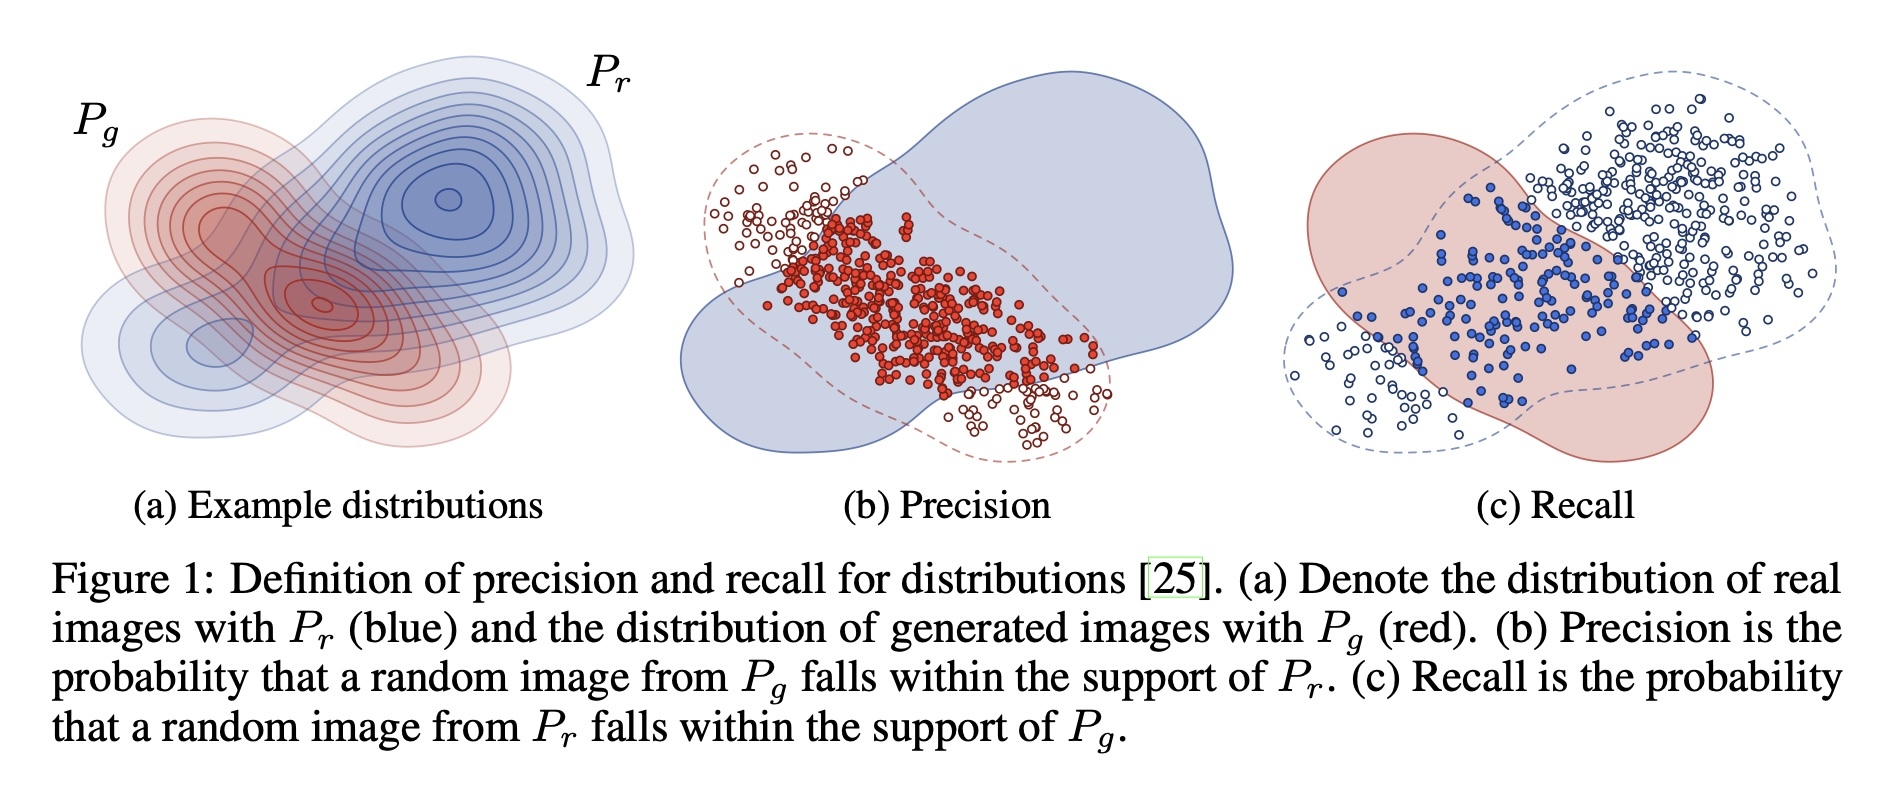 P_g
P_r
(a) Example distributions
(b) Precision
(c) Recall
Figure 1: Definition of precision and recall for distributions [25]. (a) Denote the distribution of real
images with P_r (blue) and the distribution of generated images with P_g (red). (b) Precision is the
probability that a random image from P_g falls within the support of P_r. (c) Recall is the probability
that a random image from P_r falls within the support of P_g.